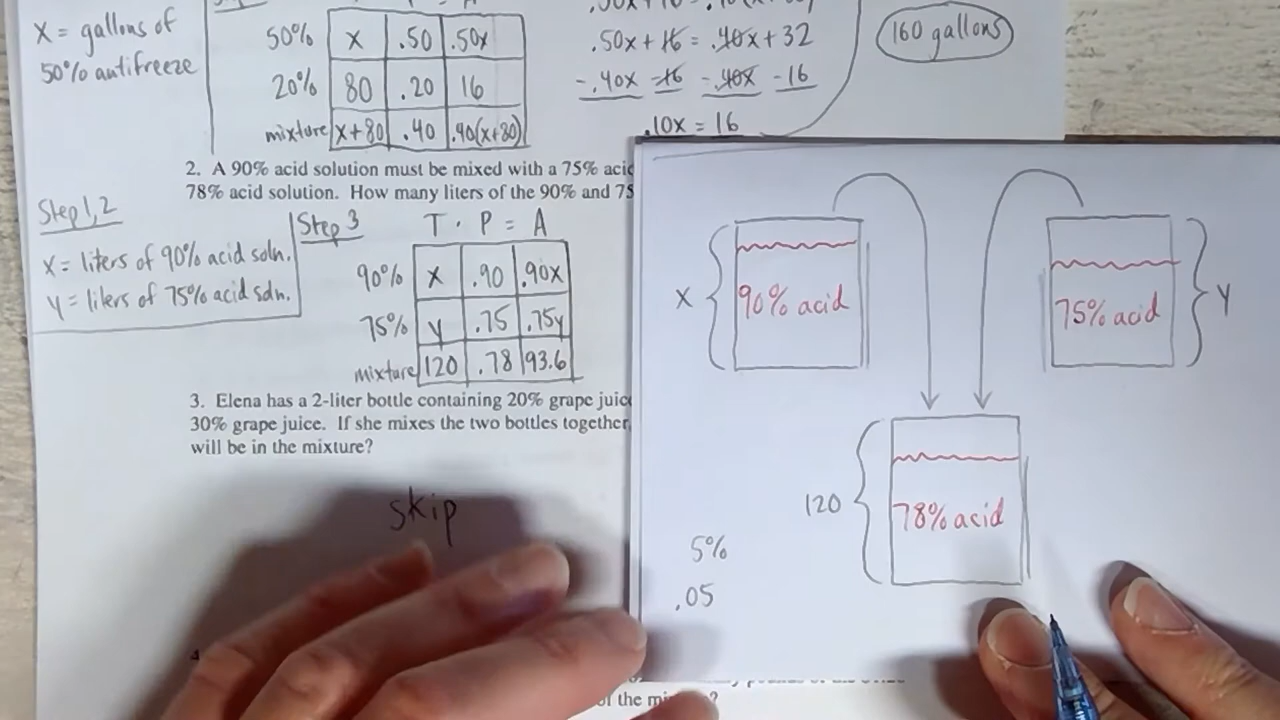 X = gallons of
50% antifreeze
50% x .50 .50x
20% 80 .20 16
mixture x+80 .40 .40(x+80)
.50x + 16 = .40x + 32
- .40x -16 - .40x - 16
.10x = 16
160 gallons
2. A 90% acid solution must be mixed with a 75% acid
78% acid solution. How many liters of the 90% and 75
Step 1,2
X = liters of 90% acid soln.
y = liters of 75% acid soln.
Step 3
T · P = A
90% x .90 .90x
75% y .75 .75y
mixture 120 .78 93.6
3. Elena has a 2-liter bottle containing 20% grape juic
30% grape juice. If she mixes the two bottles together,
will be in the mixture?
skip
X
90% acid
75% acid
Y
120
78% acid
5%
.05
of the mi
?